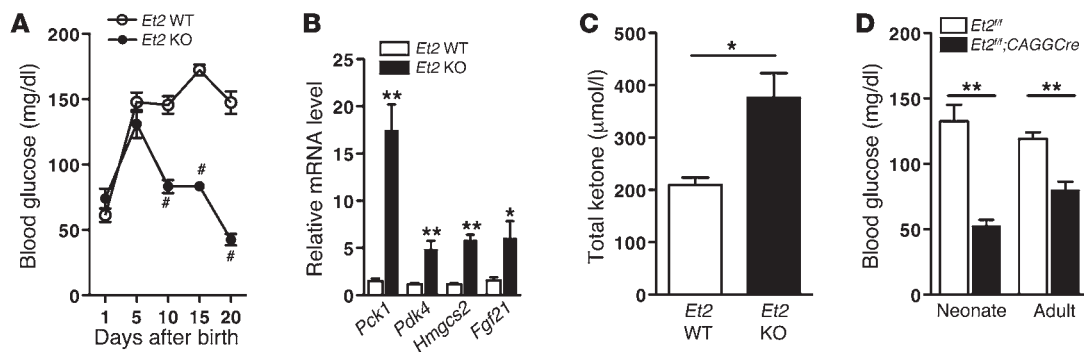 A
Et2 WT
Et2 KO
Blood glucose (mg/dl)
200
150
100
50
0
#
#
#
1 5 10 15 20
Days after birth
B
Et2 WT
Et2 KO
Relative mRNA level
25
20
15
10
5
0
**
**
**
*
Pck1
Pdk4
Hmgcs2
Fgf21
C
Total ketone (μmol/l)
500
400
300
200
100
0
*
Et2 Et2
WT KO
D
Et2f/f
Et2f/f;CAGGCre
Blood glucose (mg/dl)
200
150
100
50
0
** **
Neonate Adult